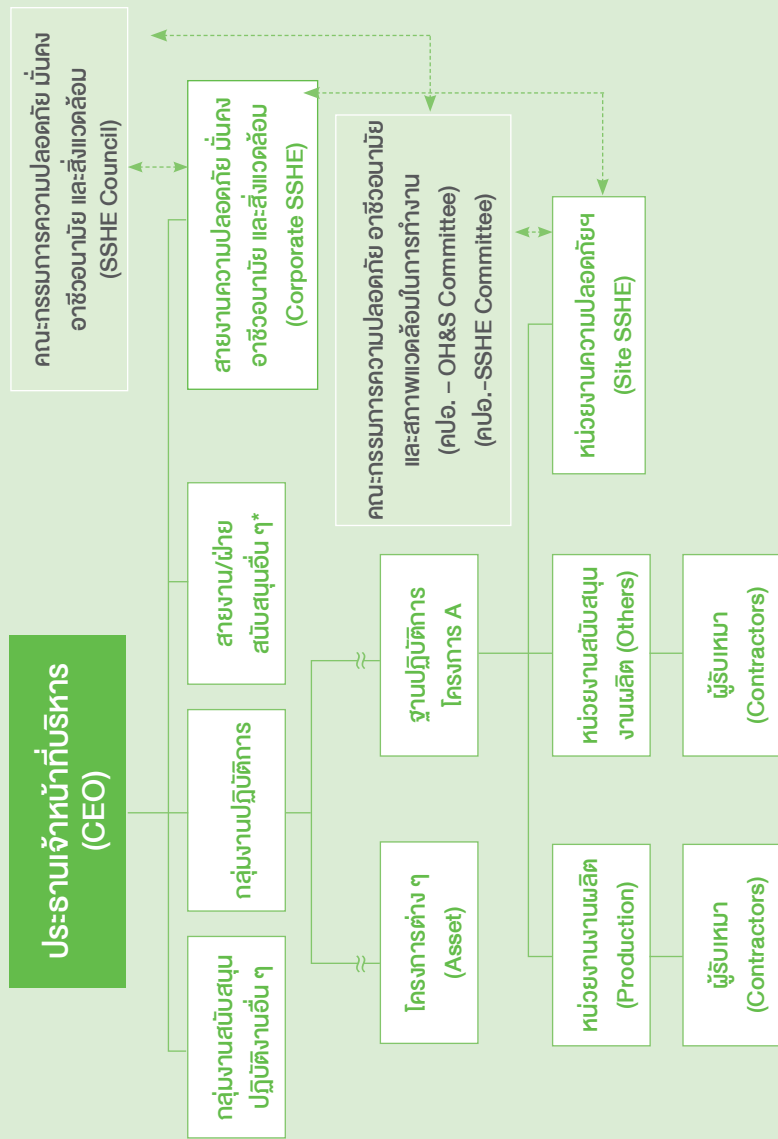 ประธานเจ้าหน้าที่บริหาร
(CEO)
คณะกรรมการความปลอดภัย มั่นคง
อาชีวอนามัย และสิ่งแวดล้อม
(SSHE Council)
กลุ่มงานสนับสนุน
ปฏิบัติงานอื่น ๆ
กลุ่มงานปฏิบัติการ
สายงาน/ฝ่าย
สนับสนุนอื่น ๆ*
สายงานความปลอดภัย มั่นคง
อาชีวอนามัย และสิ่งแวดล้อม
(Corporate SSHE)
โครงการต่าง ๆ
(Asset)
ฐานปฏิบัติการ
โครงการ A
คณะกรรมการความปลอดภัย อาชีวอนามัย
และสภาพแวดล้อมในการทำงาน
(คปอ. – OH&S Committee)
(คปอ.-SSHE Committee)
หน่วยงานงานผลิต
(Production)
หน่วยงานสนับสนุน
งานผลิต (Others)
หน่วยงานความปลอดภัยฯ
(Site SSHE)
ผู้รับเหมา
(Contractors)
ผู้รับเหมา
(Contractors)